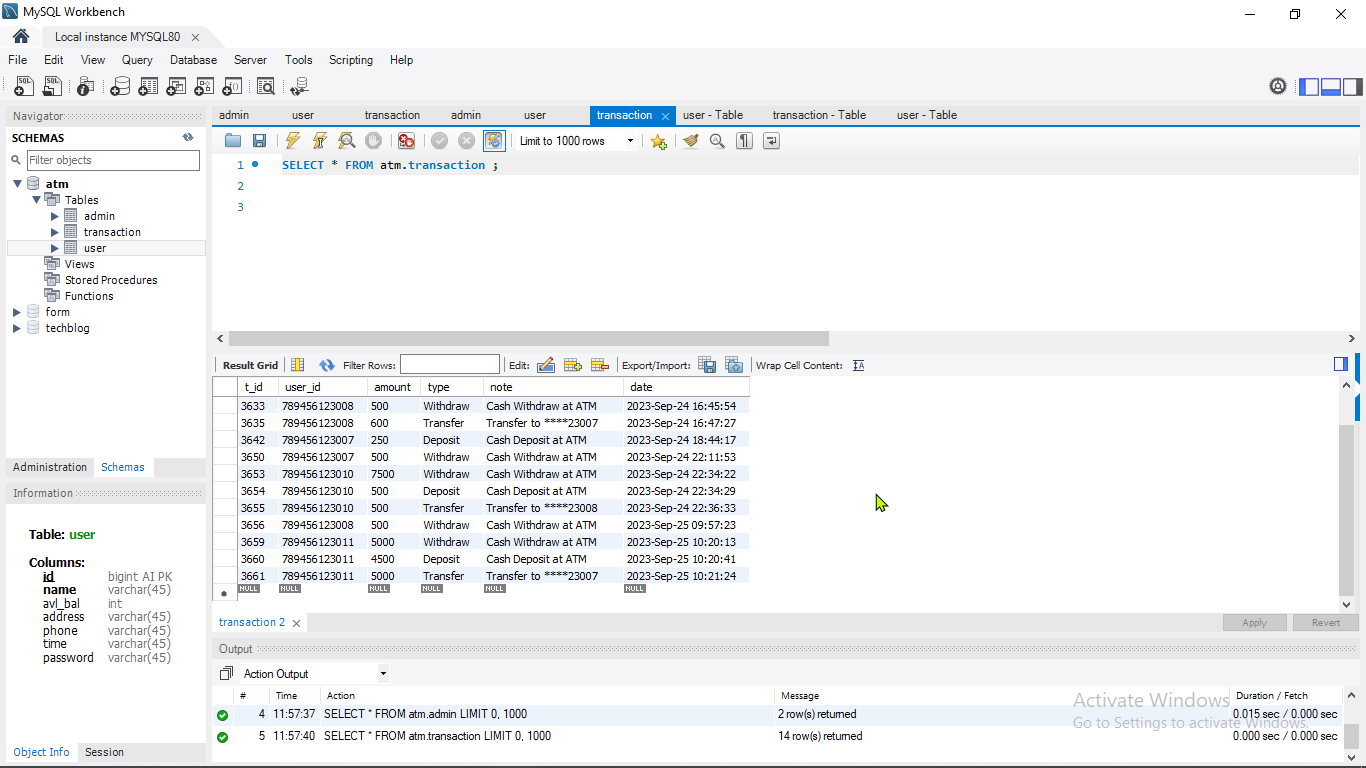 MySQL Workbench
Local instance MYSQL80
File Edit View Query Database Server Tools Scripting Help
Navigator
SCHEMAS
Filter objects
atm
Tables
admin
transaction
user
Views
Stored Procedures
Functions
form
techblog
Administration Schemas
Information
Table: user
Columns:
id bigint AI PK
name varchar(45)
avl_bal int
address varchar(45)
phone varchar(45)
time varchar(45)
password varchar(45)
Object Info Session
admin user transaction admin user transaction user - Table transaction - Table user - Table
Limit to 1000 rows
1 SELECT * FROM atm.transaction ;
2
3
Result Grid Filter Rows: Edit: Export/Import: Wrap Cell Content:
t_id user_id amount type note date
3633 789456123008 500 Withdraw Cash Withdraw at ATM 2023-Sep-24 16:45:54
3635 789456123008 600 Transfer Transfer to ****23007 2023-Sep-24 16:47:27
3642 789456123007 250 Deposit Cash Deposit at ATM 2023-Sep-24 18:44:17
3650 789456123007 500 Withdraw Cash Withdraw at ATM 2023-Sep-24 22:11:53
3653 789456123010 7500 Withdraw Cash Withdraw at ATM 2023-Sep-24 22:34:22
3654 789456123010 500 Deposit Cash Deposit at ATM 2023-Sep-24 22:34:29
3655 789456123010 500 Transfer Transfer to ****23008 2023-Sep-24 22:36:33
3656 789456123008 500 Withdraw Cash Withdraw at ATM 2023-Sep-25 09:57:23
3659 789456123011 5000 Withdraw Cash Withdraw at ATM 2023-Sep-25 10:20:13
3660 789456123011 4500 Deposit Cash Deposit at ATM 2023-Sep-25 10:20:41
3661 789456123011 5000 Transfer Transfer to ****23007 2023-Sep-25 10:21:24
NULL NULL NULL NULL NULL NULL
transaction 2 Apply Revert
Output
Action Output
# Time Action Message Duration / Fetch
4 11:57:37 SELECT * FROM atm.admin LIMIT 0, 1000 2 row(s) returned 0.015 sec / 0.000 sec
5 11:57:40 SELECT * FROM atm.transaction LIMIT 0, 1000 14 row(s) returned 0.000 sec / 0.000 sec
Activate Windows
Go to Settings to activate Windows.